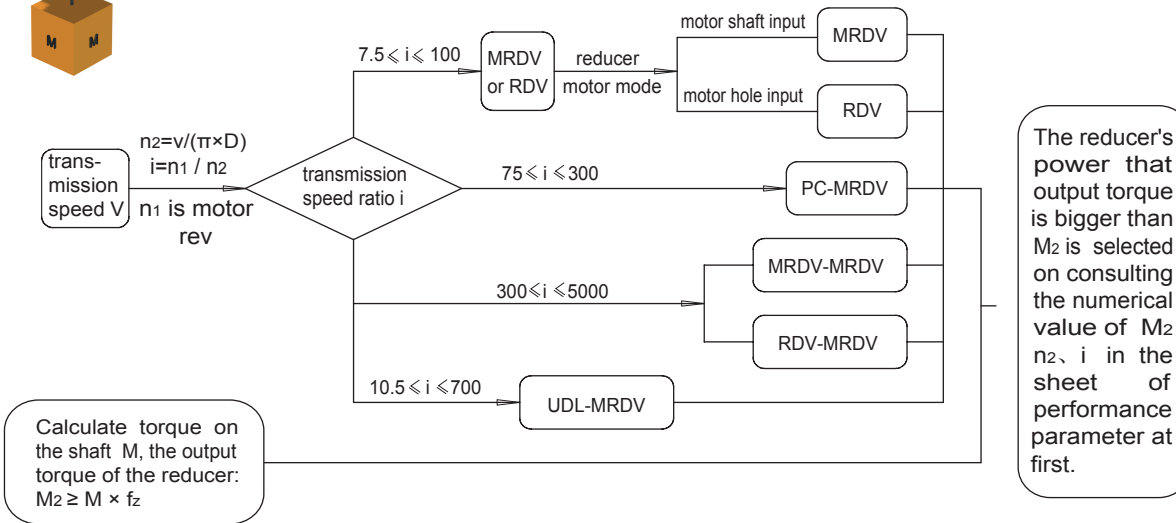 M M
trans-
mission
speed V
n2=v/(π×D)
i=n1 / n2
n1 is motor
rev
transmission
speed ratio i
7.5≤ i≤ 100
MRDV
or RDV
reducer
motor mode
motor shaft input
MRDV
motor hole input
RDV
75≤ i ≤300
PC-MRDV
300≤i ≤5000
MRDV-MRDV
RDV-MRDV
10.5≤ i ≤700
UDL-MRDV
Calculate torque on
the shaft M, the output
torque of the reducer:
M2 ≥ M × fz
The reducer's
power that
output torque
is bigger than
M2 is selected
on consulting
the numerical
value of M2
n2、i in the
sheet of
performance
parameter at
first.